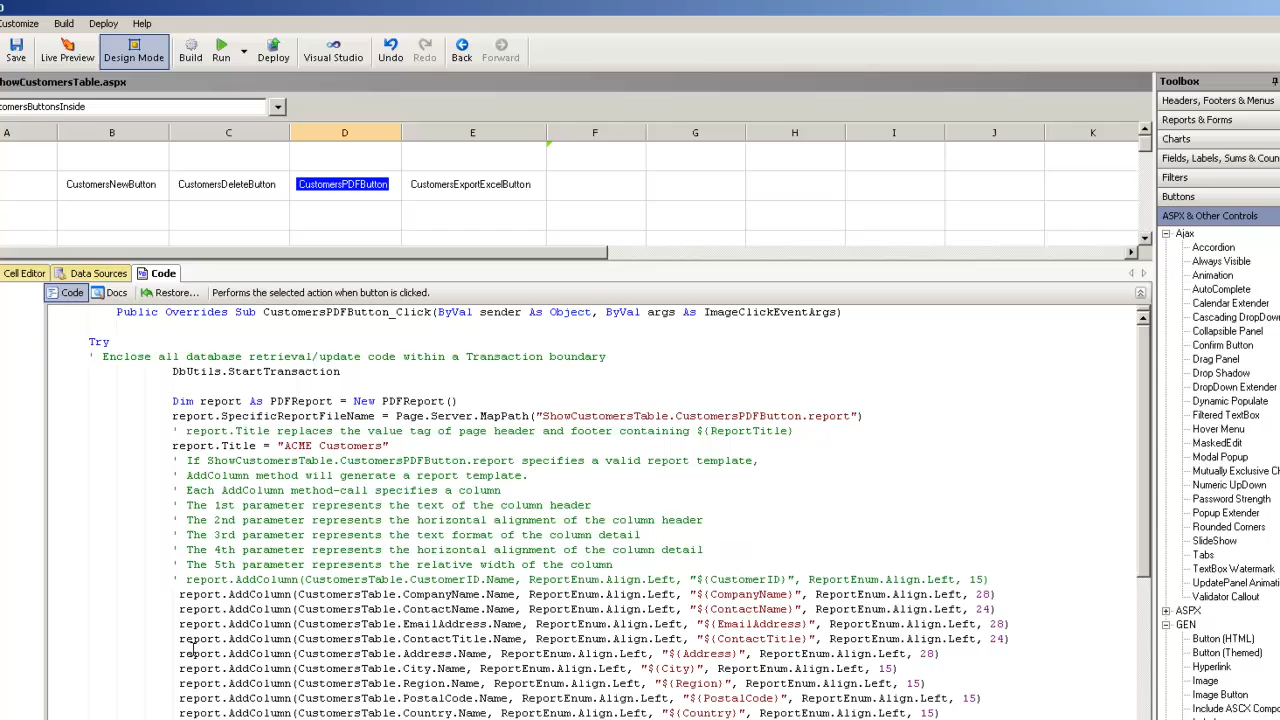 Customize Build Deploy Help
Save Live Preview Design Mode Build Run Deploy Visual Studio Undo Redo Back Forward
howCustomersTable.aspx
omersButtonsInside
A B C D E F G H I J K
CustomersNewButton CustomersDeleteButton CustomersPDFButton CustomersExportExcelButton
Cell Editor Data Sources Code
Code Docs Restore... Performs the selected action when button is clicked.
Public Overrides Sub CustomersPDFButton_Click(ByVal sender As Object, ByVal args As ImageClickEventArgs)
Try
' Enclose all database retrieval/update code within a Transaction boundary
DbUtils.StartTransaction
Dim report As PDFReport = New PDFReport()
report.SpecificReportFileName = Page.Server.MapPath("ShowCustomersTable.CustomersPDFButton.report")
' report.Title replaces the value tag of page header and footer containing ${ReportTitle}
report.Title = "ACME Customers"
' If ShowCustomersTable.CustomersPDFButton.report specifies a valid report template,
' AddColumn method will generate a report template.
' Each AddColumn method-call specifies a column
' The 1st parameter represents the text of the column header
' The 2nd parameter represents the horizontal alignment of the column header
' The 3rd parameter represents the text format of the column detail
' The 4th parameter represents the horizontal alignment of the column detail
' The 5th parameter represents the relative width of the column
' report.AddColumn(CustomersTable.CustomerID.Name, ReportEnum.Align.Left, "${CustomerID}", ReportEnum.Align.Left, 15)
report.AddColumn(CustomersTable.CompanyName.Name, ReportEnum.Align.Left, "${CompanyName}", ReportEnum.Align.Left, 28)
report.AddColumn(CustomersTable.ContactName.Name, ReportEnum.Align.Left, "${ContactName}", ReportEnum.Align.Left, 24)
report.AddColumn(CustomersTable.EmailAddress.Name, ReportEnum.Align.Left, "${EmailAddress}", ReportEnum.Align.Left, 28)
report.AddColumn(CustomersTable.ContactTitle.Name, ReportEnum.Align.Left, "${ContactTitle}", ReportEnum.Align.Left, 24)
report.AddColumn(CustomersTable.Address.Name, ReportEnum.Align.Left, "${Address}", ReportEnum.Align.Left, 28)
report.AddColumn(CustomersTable.City.Name, ReportEnum.Align.Left, "${City}", ReportEnum.Align.Left, 15)
report.AddColumn(CustomersTable.Region.Name, ReportEnum.Align.Left, "${Region}", ReportEnum.Align.Left, 15)
report.AddColumn(CustomersTable.PostalCode.Name, ReportEnum.Align.Left, "${PostalCode}", ReportEnum.Align.Left, 15)
report.AddColumn(CustomersTable.Country.Name, ReportEnum.Align.Left, "${Country}", ReportEnum.Align.Left, 15)
Toolbox
Headers, Footers & Menus
Reports & Forms
Charts
Fields, Labels, Sums & Coun
Filters
Buttons
ASPX & Other Controls
Ajax
Accordion
Always Visible
Animation
AutoComplete
Calendar Extender
Cascading DropDow
Collapsible Panel
Confirm Button
Drag Panel
Drop Shadow
DropDown Extender
Dynamic Populate
Filtered TextBox
Hover Menu
MaskedEdit
Modal Popup
Mutually Exclusive Ch
Numeric UpDown
Password Strength
Popup Extender
Rounded Corners
SlideShow
Tabs
TextBox Watermark
UpdatePanel Animati
Validator Callout
ASPX
GEN
Button (HTML)
Button (Themed)
Hyperlink
Image
Image Button
Include ASCX Compo